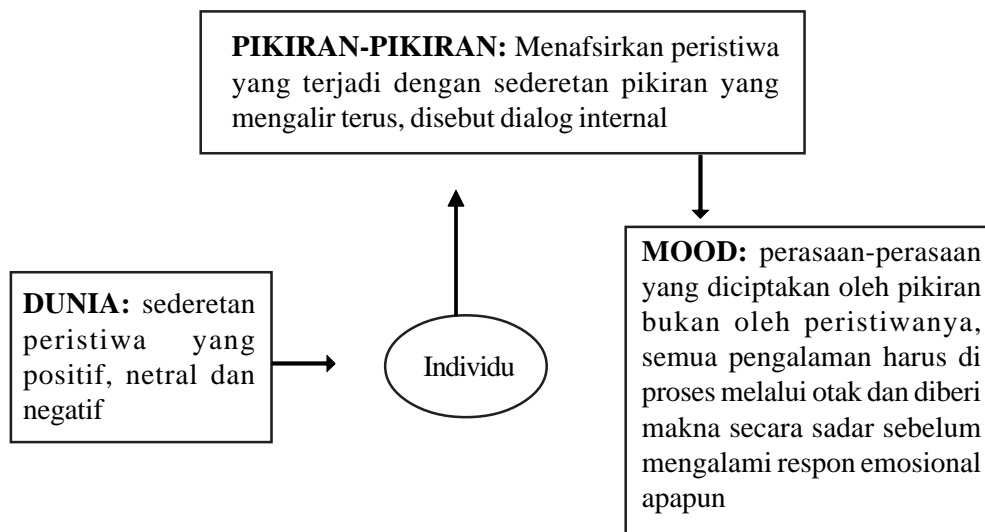 PIKIRAN-PIKIRAN: Menafsirkan peristiwa
yang terjadi dengan sederetan pikiran yang
mengalir terus, disebut dialog internal
DUNIA: sederetan
peristiwa yang
positif, netral dan
negatif
Individu
MOOD: perasaan-perasaan
yang diciptakan oleh pikiran
bukan oleh peristiwanya,
semua pengalaman harus di
proses melalui otak dan diberi
makna secara sadar sebelum
mengalami respon emosional
apapun